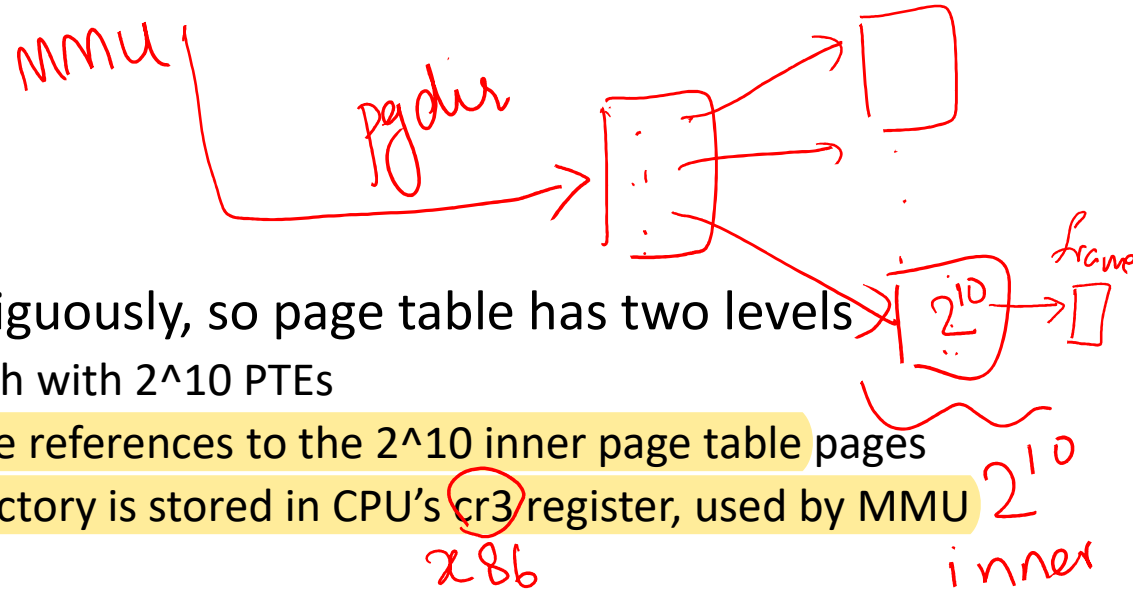 MMU
pgdir
frame
2^10
iguously, so page table has two levels
h with 2^10 PTEs
e references to the 2^10 inner page table pages
ctory is stored in CPU’s cr3 register, used by MMU
2^10
x86
inner